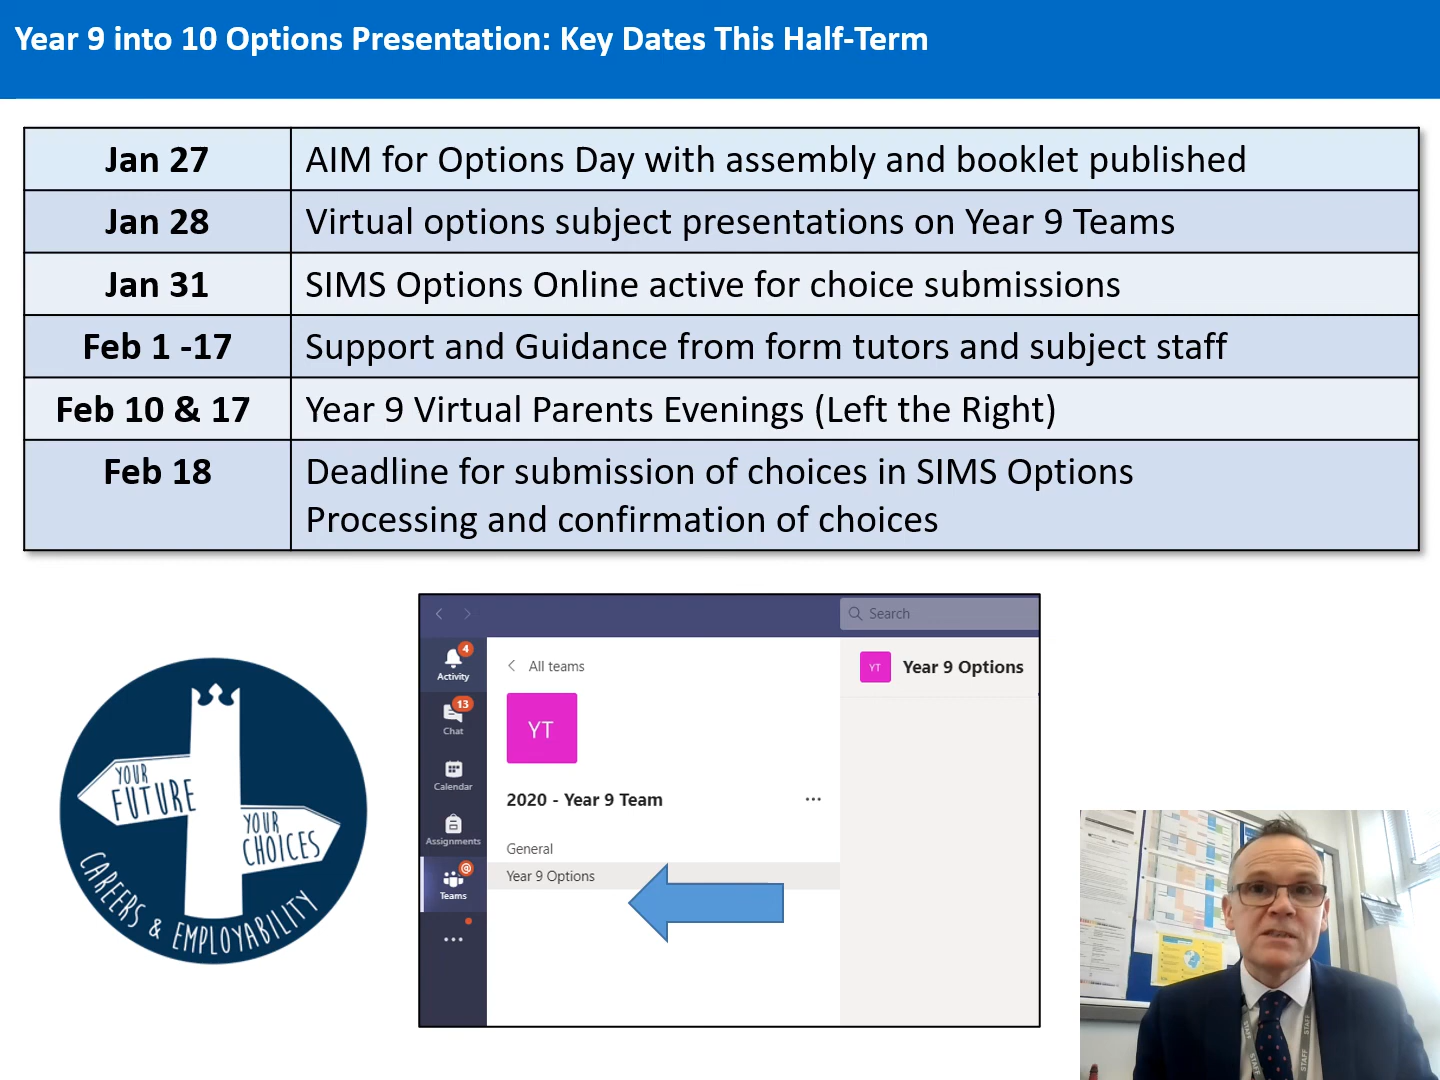 Year 9 into 10 Options Presentation: Key Dates This Half-Term
Jan 27 AIM for Options Day with assembly and booklet published
Jan 28 Virtual options subject presentations on Year 9 Teams
Jan 31 SIMS Options Online active for choice submissions
Feb 1 -17 Support and Guidance from form tutors and subject staff
Feb 10 & 17 Year 9 Virtual Parents Evenings (Left the Right)
Feb 18 Deadline for submission of choices in SIMS Options
Processing and confirmation of choices
YOUR
FUTURE
YOUR
CHOICES
CAREERS & EMPLOYABILITY
Search
4
Activity
13
Chat
Calendar
Assignments
@
Teams
All teams
YT
2020 - Year 9 Team
General
Year 9 Options
YT Year 9 Options
STAFF
STAFF
STAFF